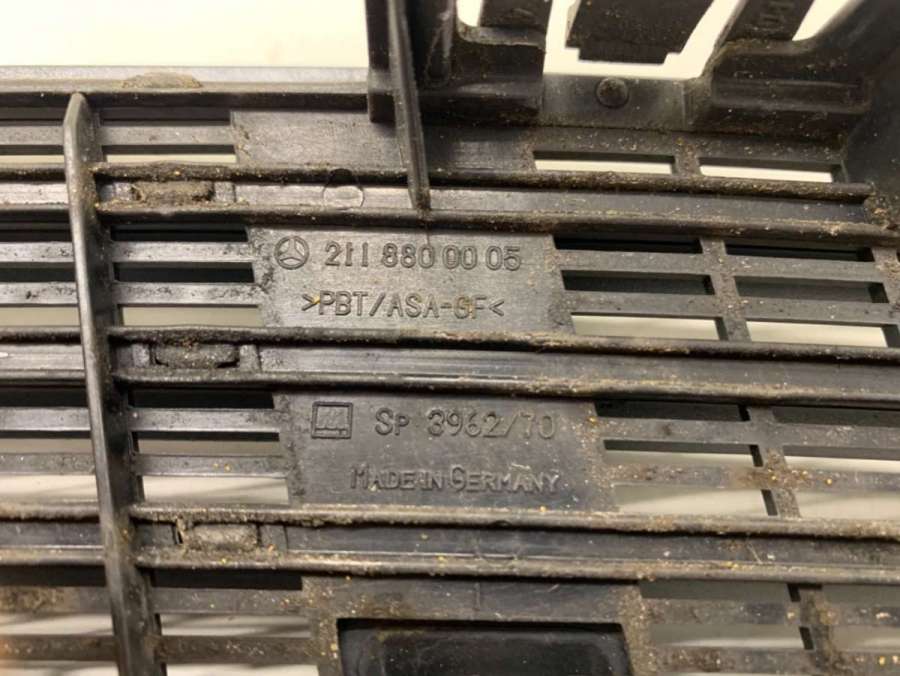 211 880 00 05
>PBT/ASA-GF<
SP 3962/70
MADE IN GERMANY